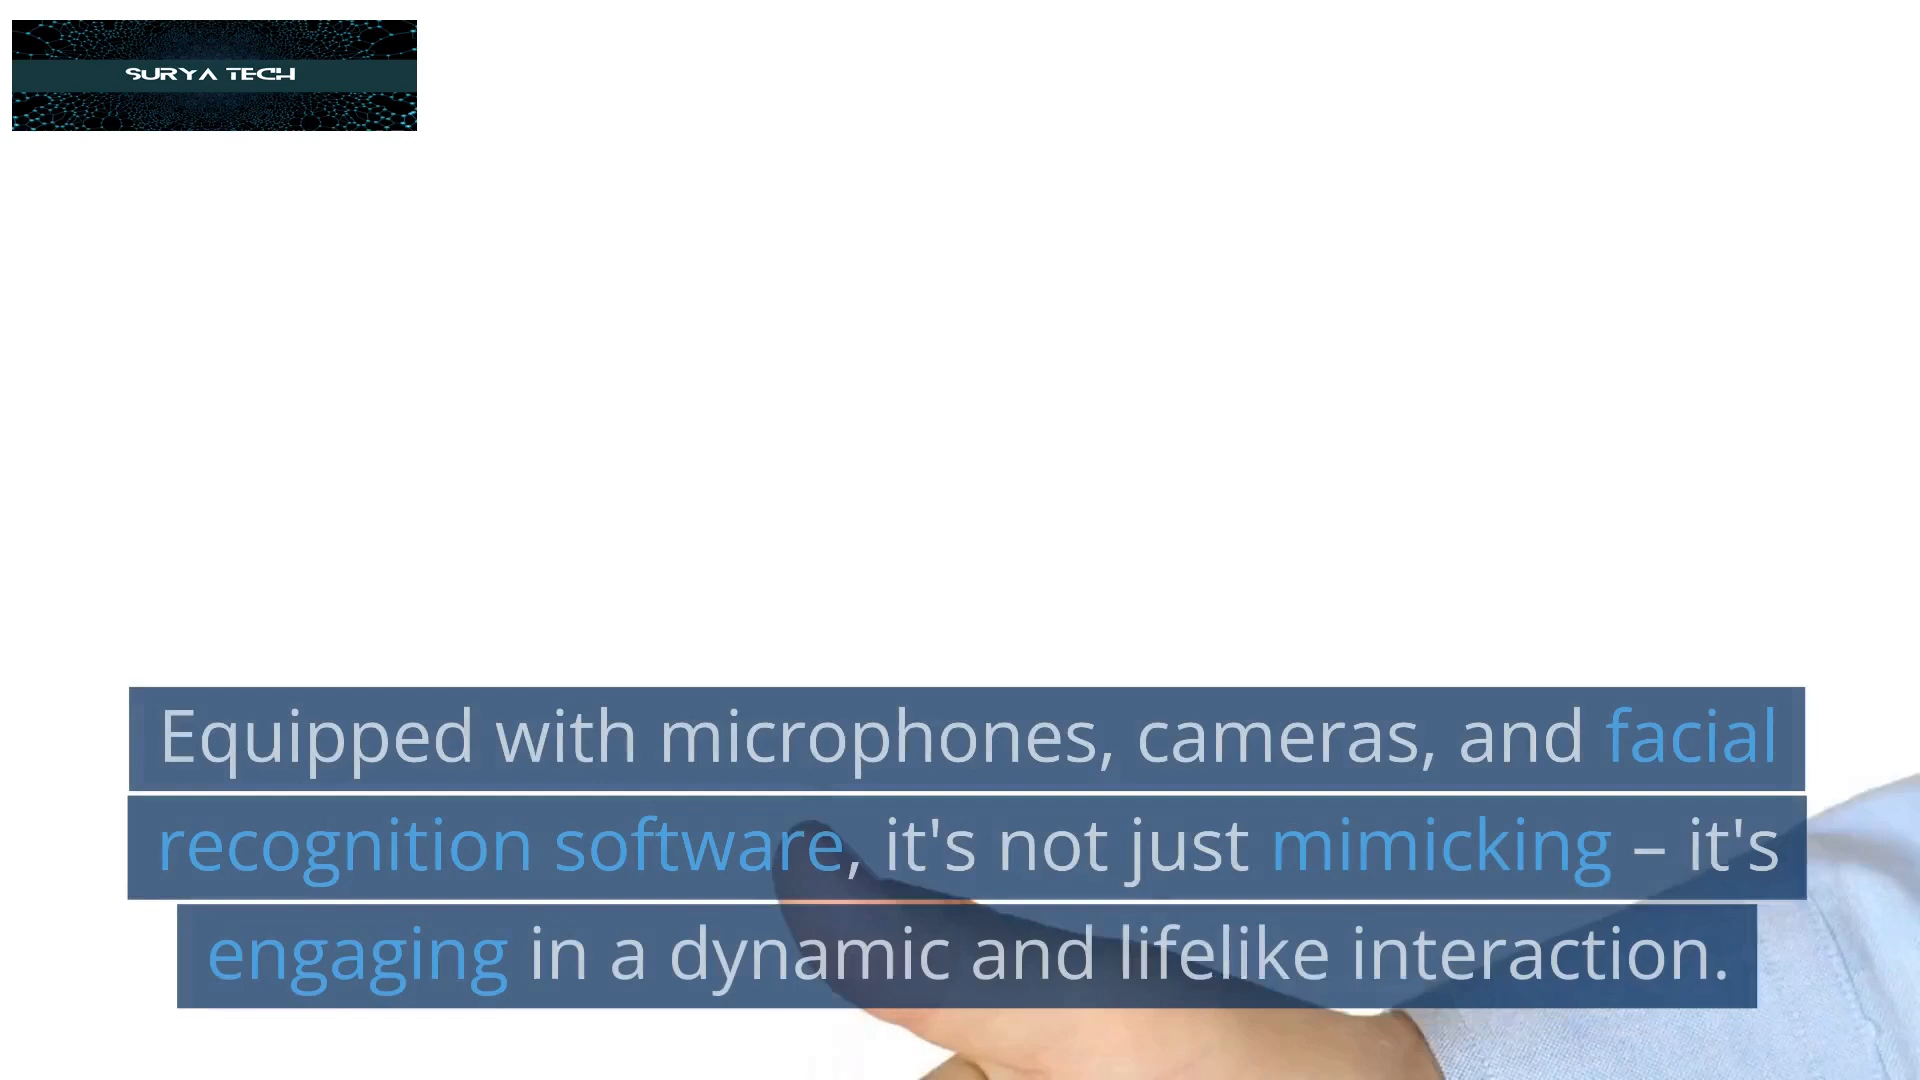 SURYA TECH
Equipped with microphones, cameras, and facial
recognition software, it's not just mimicking – it's
engaging in a dynamic and lifelike interaction.